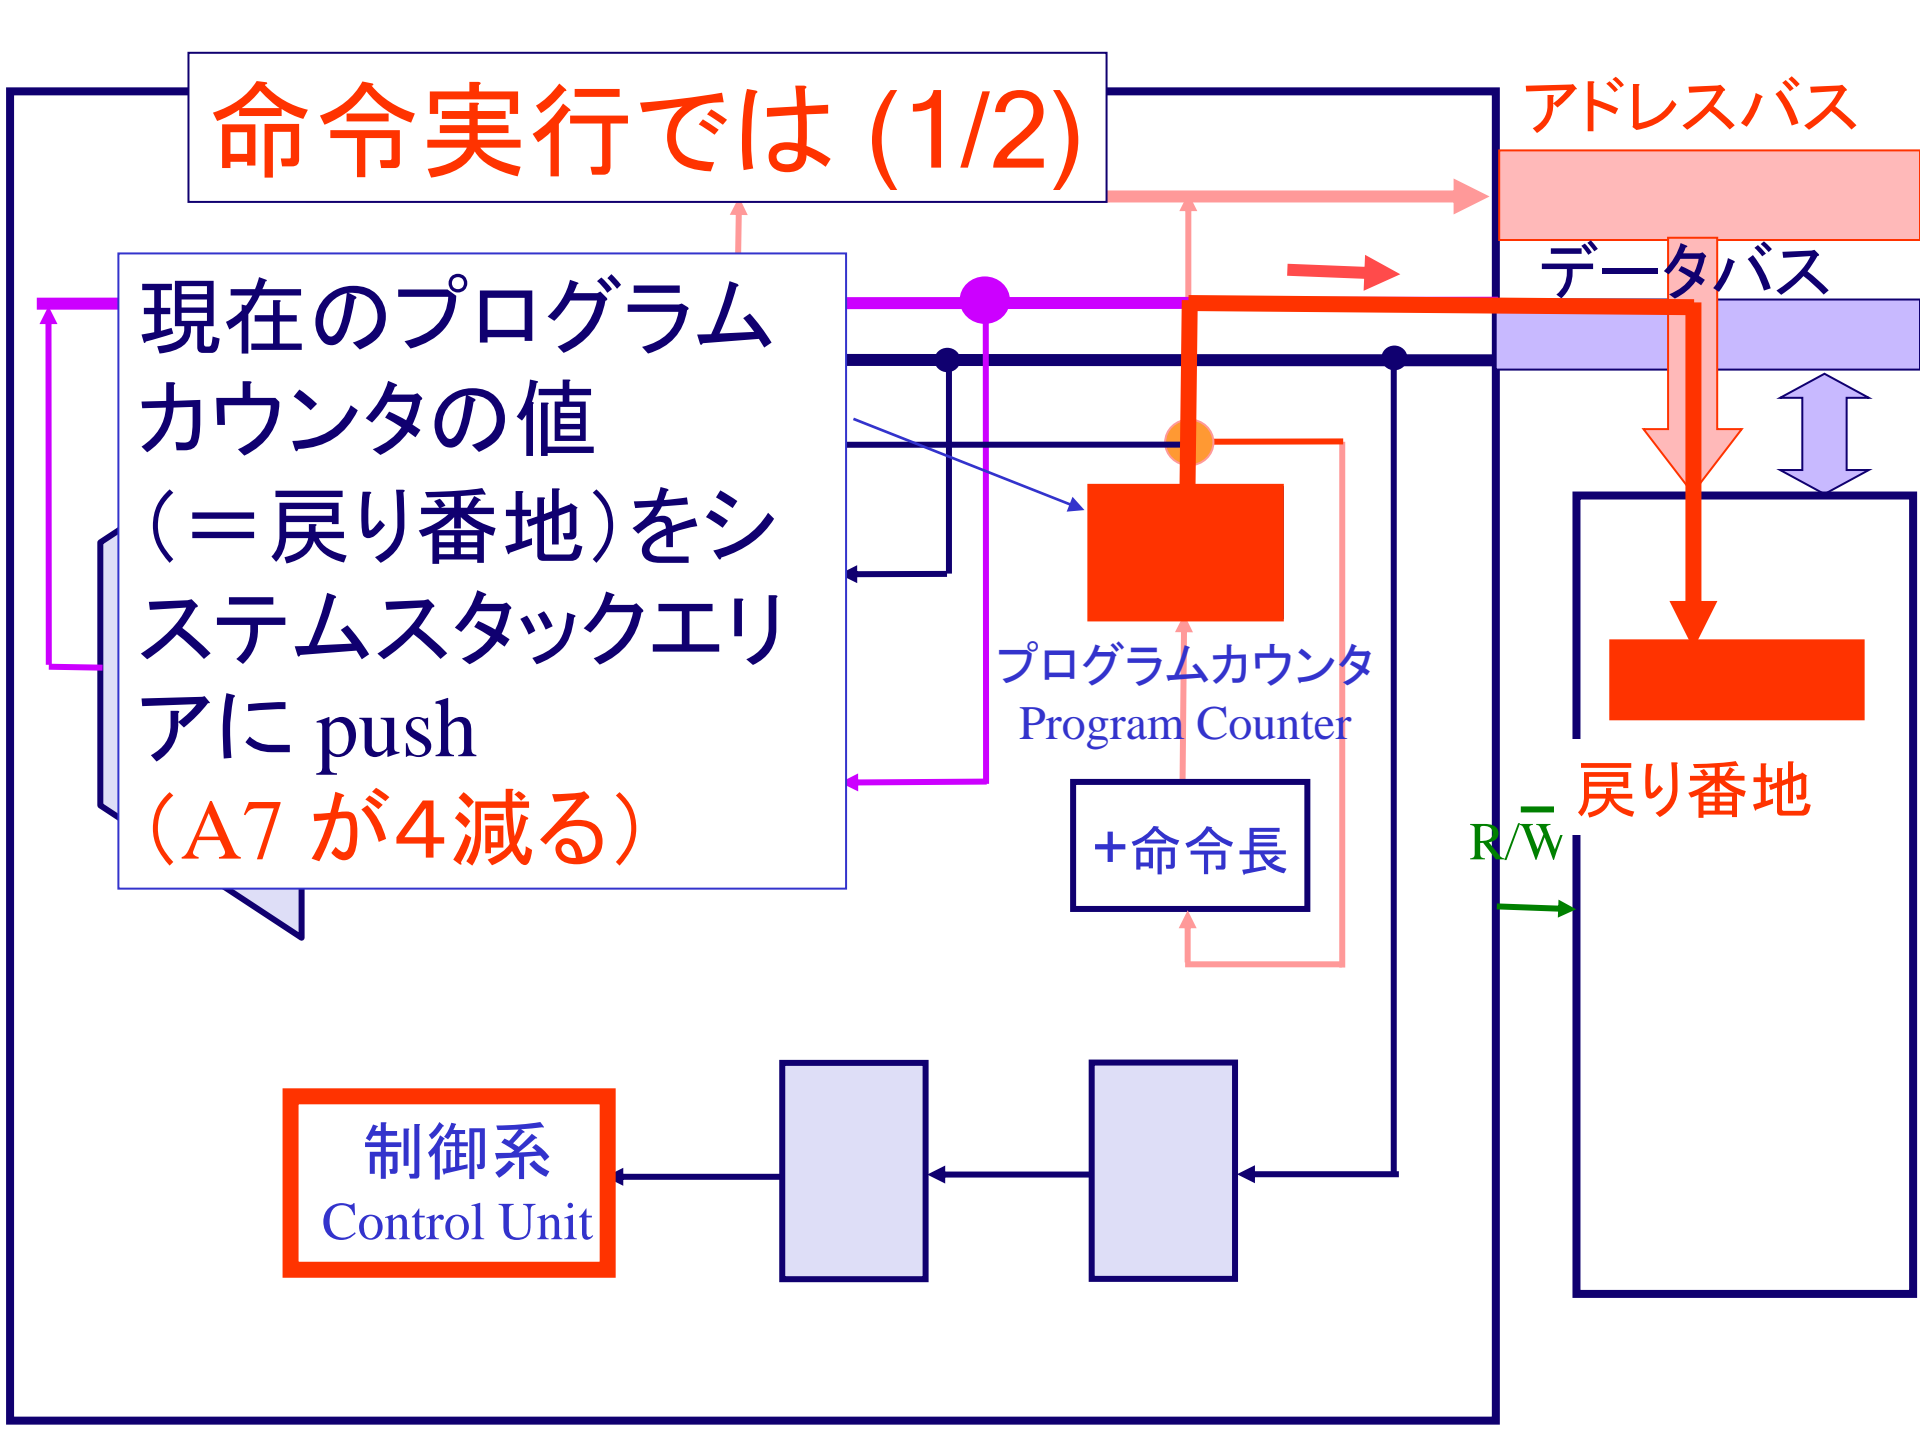 命令実行では (1/2)
アドレスバス
データバス
現在のプログラム
カウンタの値
（＝戻り番地）をシ
ステムスタックエリ
アに push
（A7 が４減る）
プログラムカウンタ
Program Counter
+命令長
戻り番地
R/W̅
制御系
Control Unit